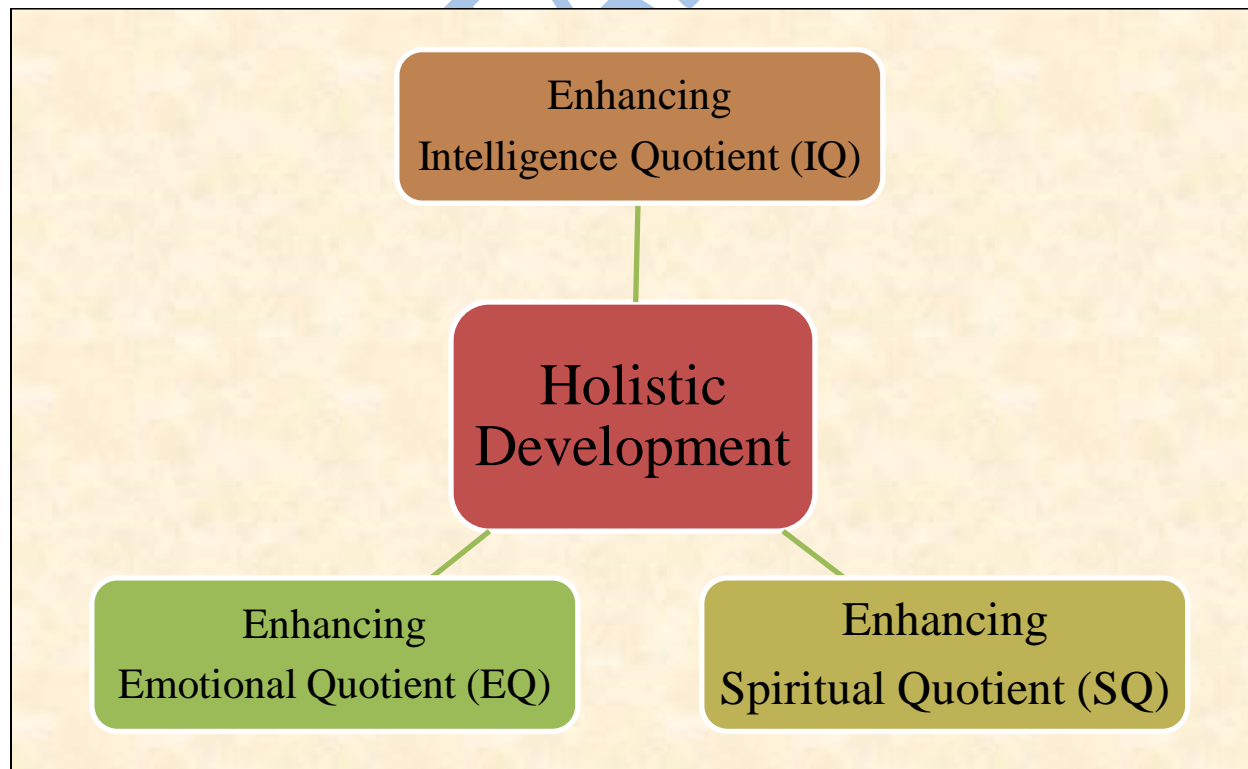 Enhancing
Intelligence Quotient (IQ)
Holistic
Development
Enhancing
Emotional Quotient (EQ)
Enhancing
Spiritual Quotient (SQ)